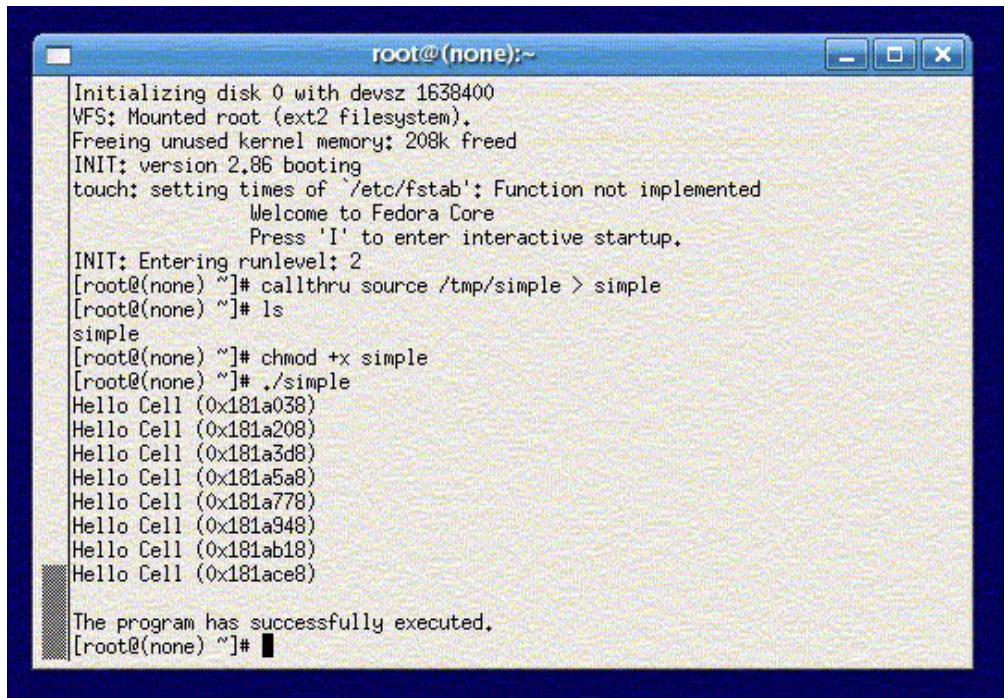 root@(none):~
Initializing disk 0 with devsz 1638400
VFS: Mounted root (ext2 filesystem).
Freeing unused kernel memory: 208k freed
INIT: version 2.86 booting
touch: setting times of `/etc/fstab': Function not implemented
Welcome to Fedora Core
Press 'I' to enter interactive startup.
INIT: Entering runlevel: 2
[root@(none) ~]# callthru source /tmp/simple > simple
[root@(none) ~]# ls
simple
[root@(none) ~]# chmod +x simple
[root@(none) ~]# ./simple
Hello Cell (0x181a038)
Hello Cell (0x181a208)
Hello Cell (0x181a3d8)
Hello Cell (0x181a5a8)
Hello Cell (0x181a778)
Hello Cell (0x181a948)
Hello Cell (0x181ab18)
Hello Cell (0x181ace8)
The program has successfully executed.
[root@(none) ~]#